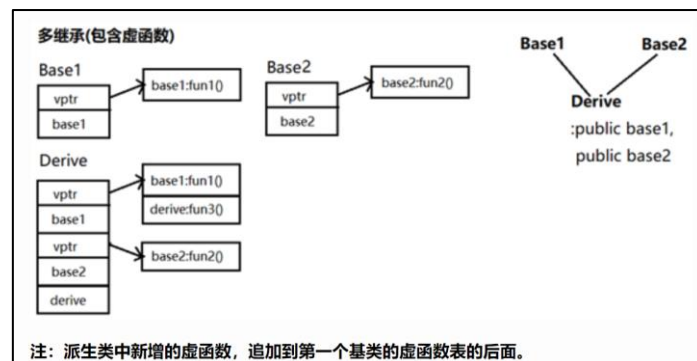 多继承(包含虚函数)
Base1
vptr
base1
base1:fun1()
Base2
vptr
base2
base2:fun2()
Base1 Base2
Derive
:public base1,
public base2
Derive
vptr
base1
vptr
base2
derive
base1:fun1()
derive:fun3()
base2:fun2()
注：派生类中新增的虚函数，追加到第一个基类的虚函数表的后面。